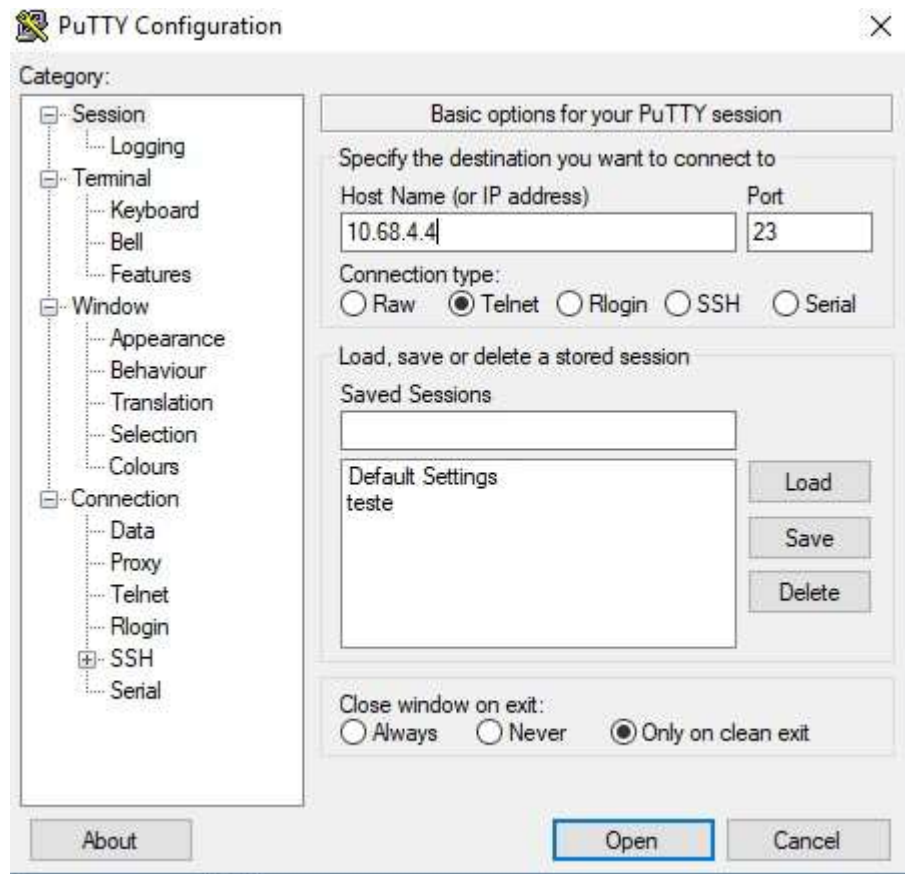 PuTTY Configuration
Category:
Session
Logging
Terminal
Keyboard
Bell
Features
Window
Appearance
Behaviour
Translation
Selection
Colours
Connection
Data
Proxy
Telnet
Rlogin
SSH
Serial
Basic options for your PuTTY session
Specify the destination you want to connect to
Host Name (or IP address) Port
10.68.4.4 23
Connection type:
Raw Telnet Rlogin SSH Serial
Load, save or delete a stored session
Saved Sessions
Default Settings
teste
Load
Save
Delete
Close window on exit:
Always Never Only on clean exit
About Open Cancel